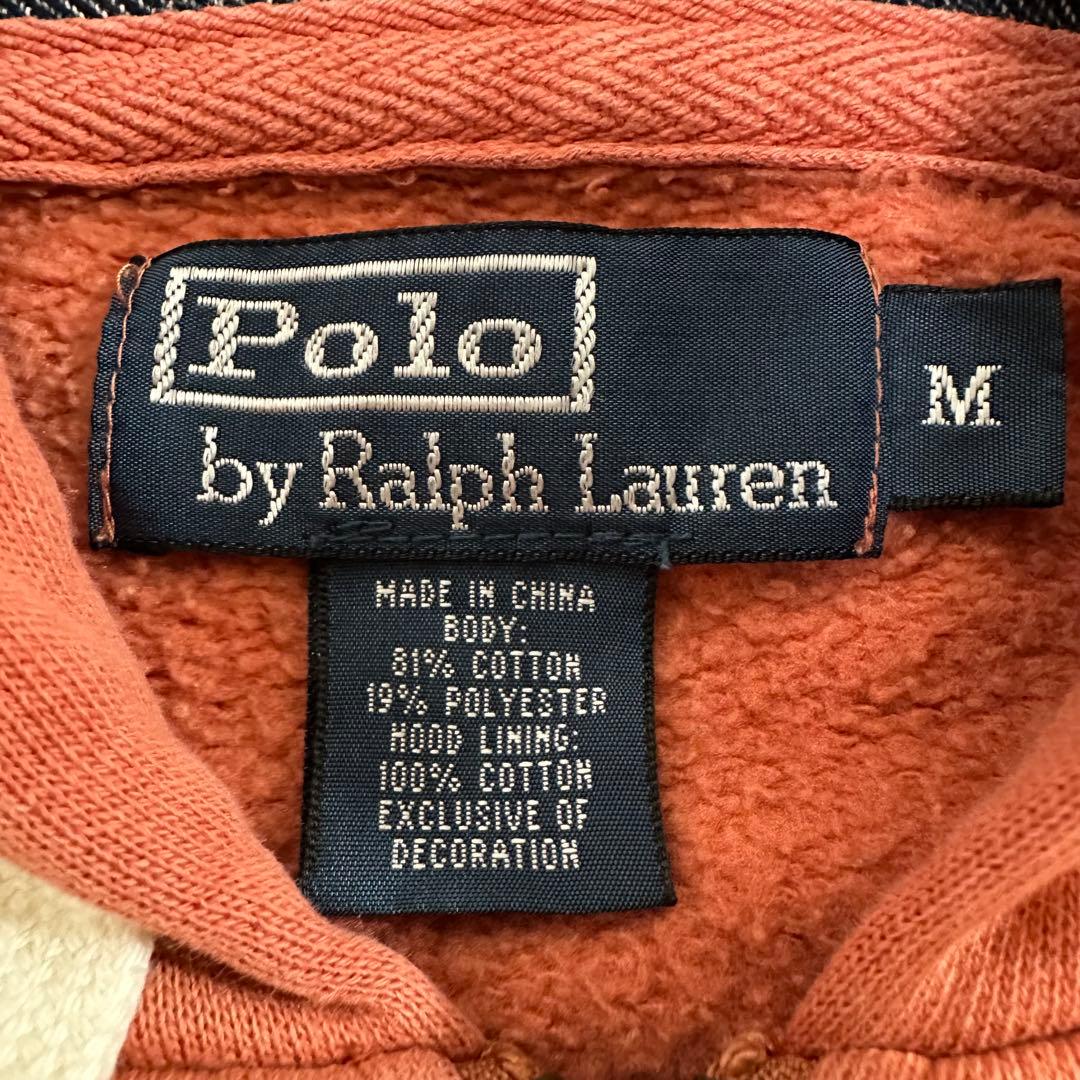 Polo
by Ralph Lauren
M
MADE IN CHINA
BODY:
81% COTTON
19% POLYESTER
HOOD LINING:
100% COTTON
EXCLUSIVE OF
DECORATION